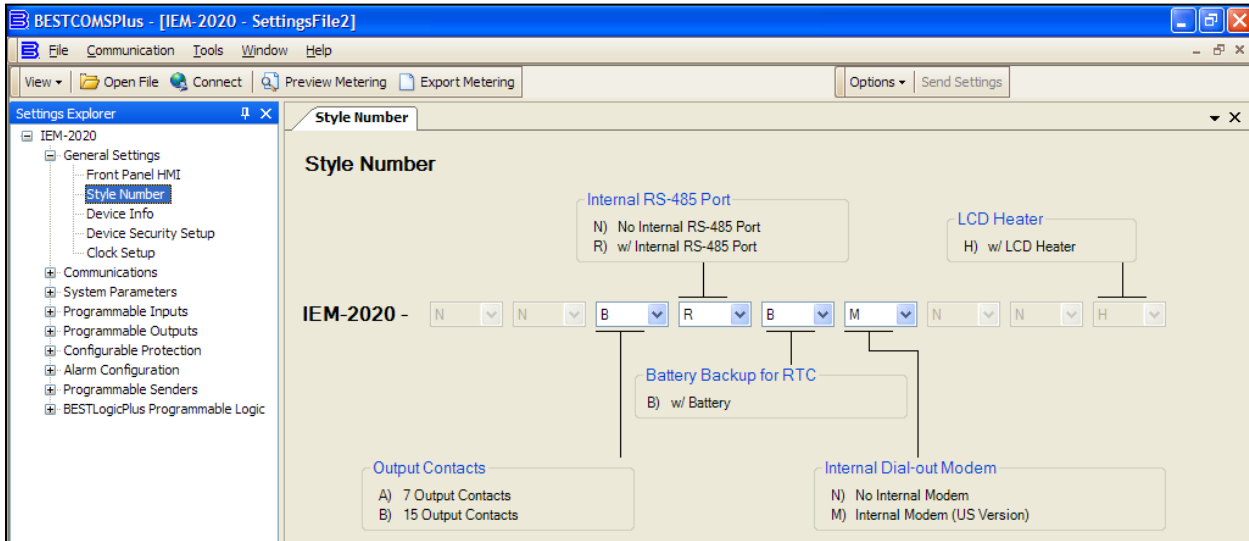 BESTCOMSPlus - [IEM-2020 - SettingsFile2]
File Communication Tools Window Help
View Open File Connect Preview Metering Export Metering Options Send Settings
Settings Explorer
IEM-2020
General Settings
Front Panel HMI
Style Number
Device Info
Device Security Setup
Clock Setup
Communications
System Parameters
Programmable Inputs
Programmable Outputs
Configurable Protection
Alarm Configuration
Programmable Senders
BESTLogicPlus Programmable Logic
Style Number
Style Number
Internal RS-485 Port
N) No Internal RS-485 Port
R) w/ Internal RS-485 Port
LCD Heater
H) w/ LCD Heater
IEM-2020 - N N B R B M N N H
Battery Backup for RTC
B) w/ Battery
Output Contacts
A) 7 Output Contacts
B) 15 Output Contacts
Internal Dial-out Modem
N) No Internal Modem
M) Internal Modem (US Version)